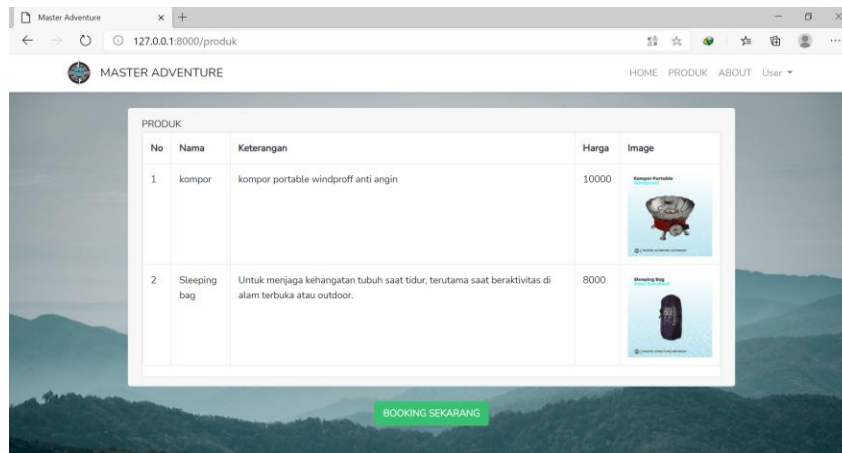 Master Adventure
127.0.0.1:8000/produk
MASTER ADVENTURE
HOME PRODUK ABOUT User
PRODUK
No Nama Keterangan Harga Image
1 kompor kompor portable windproff anti angin 10000
Kompor Portable
Windproof
2 Sleeping bag Untuk menjaga kehangatan tubuh saat tidur, terutama saat beraktivitas di 8000
alam terbuka atau outdoor.
Sleeping Bag
BOOKING SEKARANG